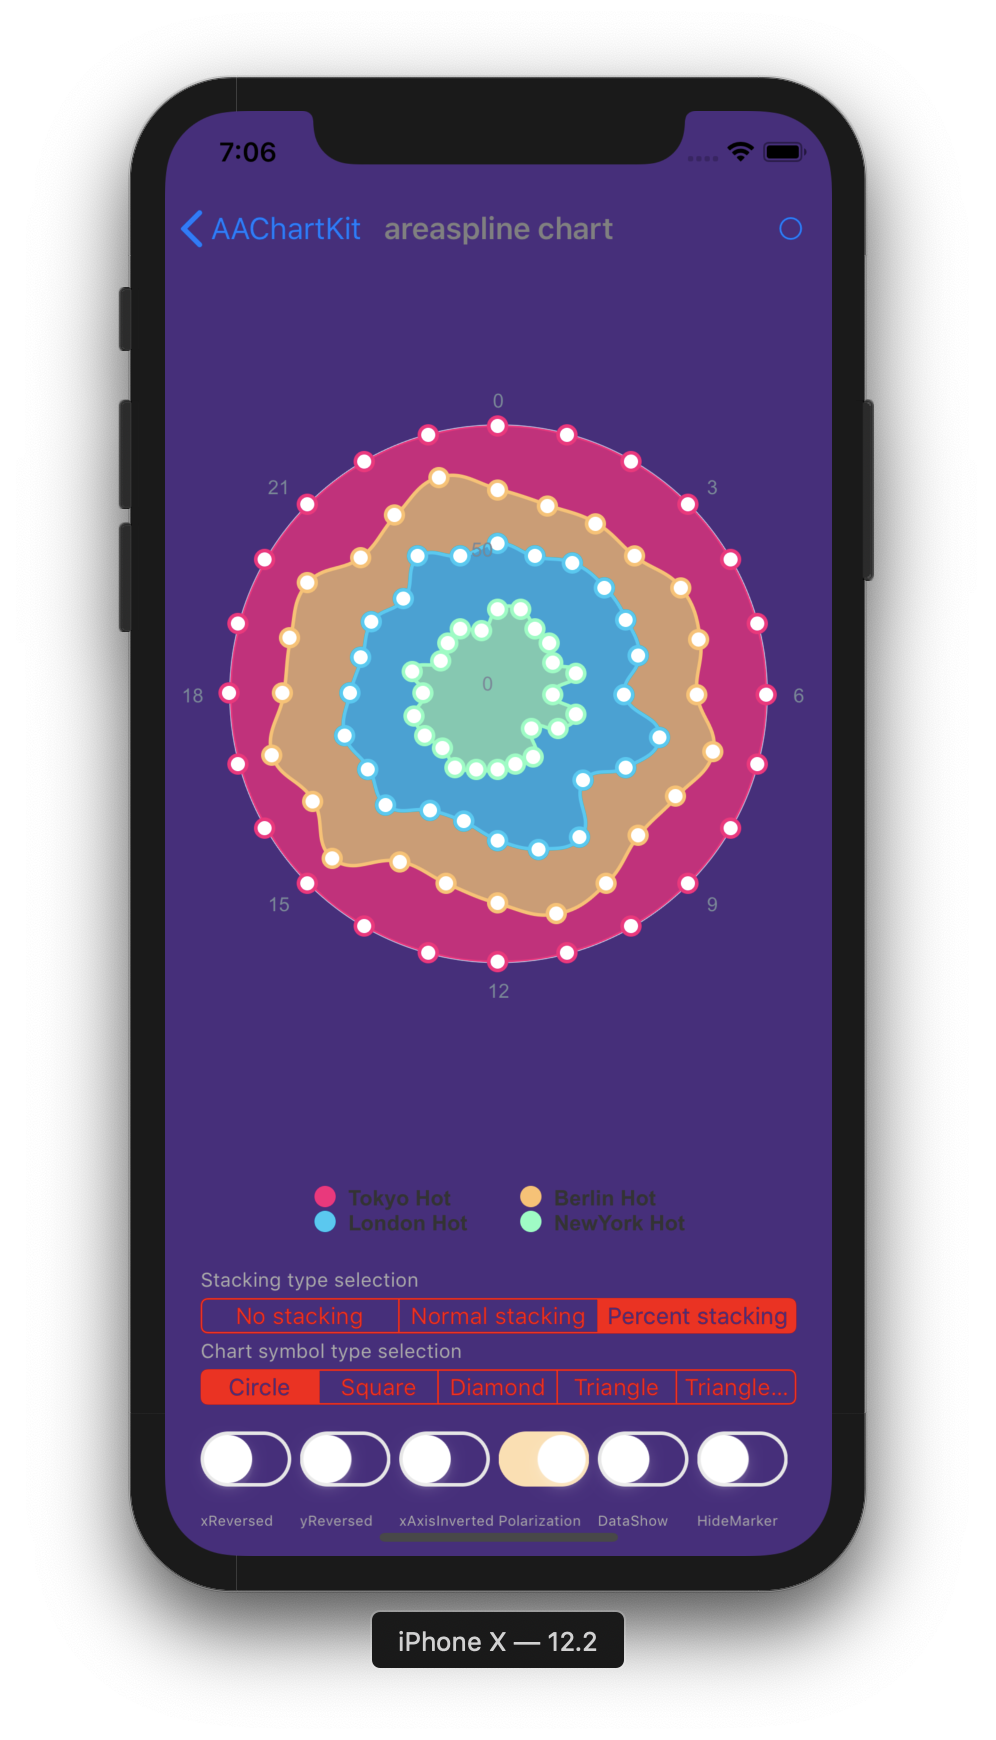 7:06
AAChartKit areaspline chart
0
21
3
50
0
18
6
15
9
12
Tokyo Hot
Berlin Hot
London Hot
NewYork Hot
Stacking type selection
No stacking
Normal stacking
Percent stacking
Chart symbol type selection
Circle
Square
Diamond
Triangle
Triangle...
xReversed
yReversed
xAxisInverted
Polarization
DataShow
HideMarker
iPhone X — 12.2